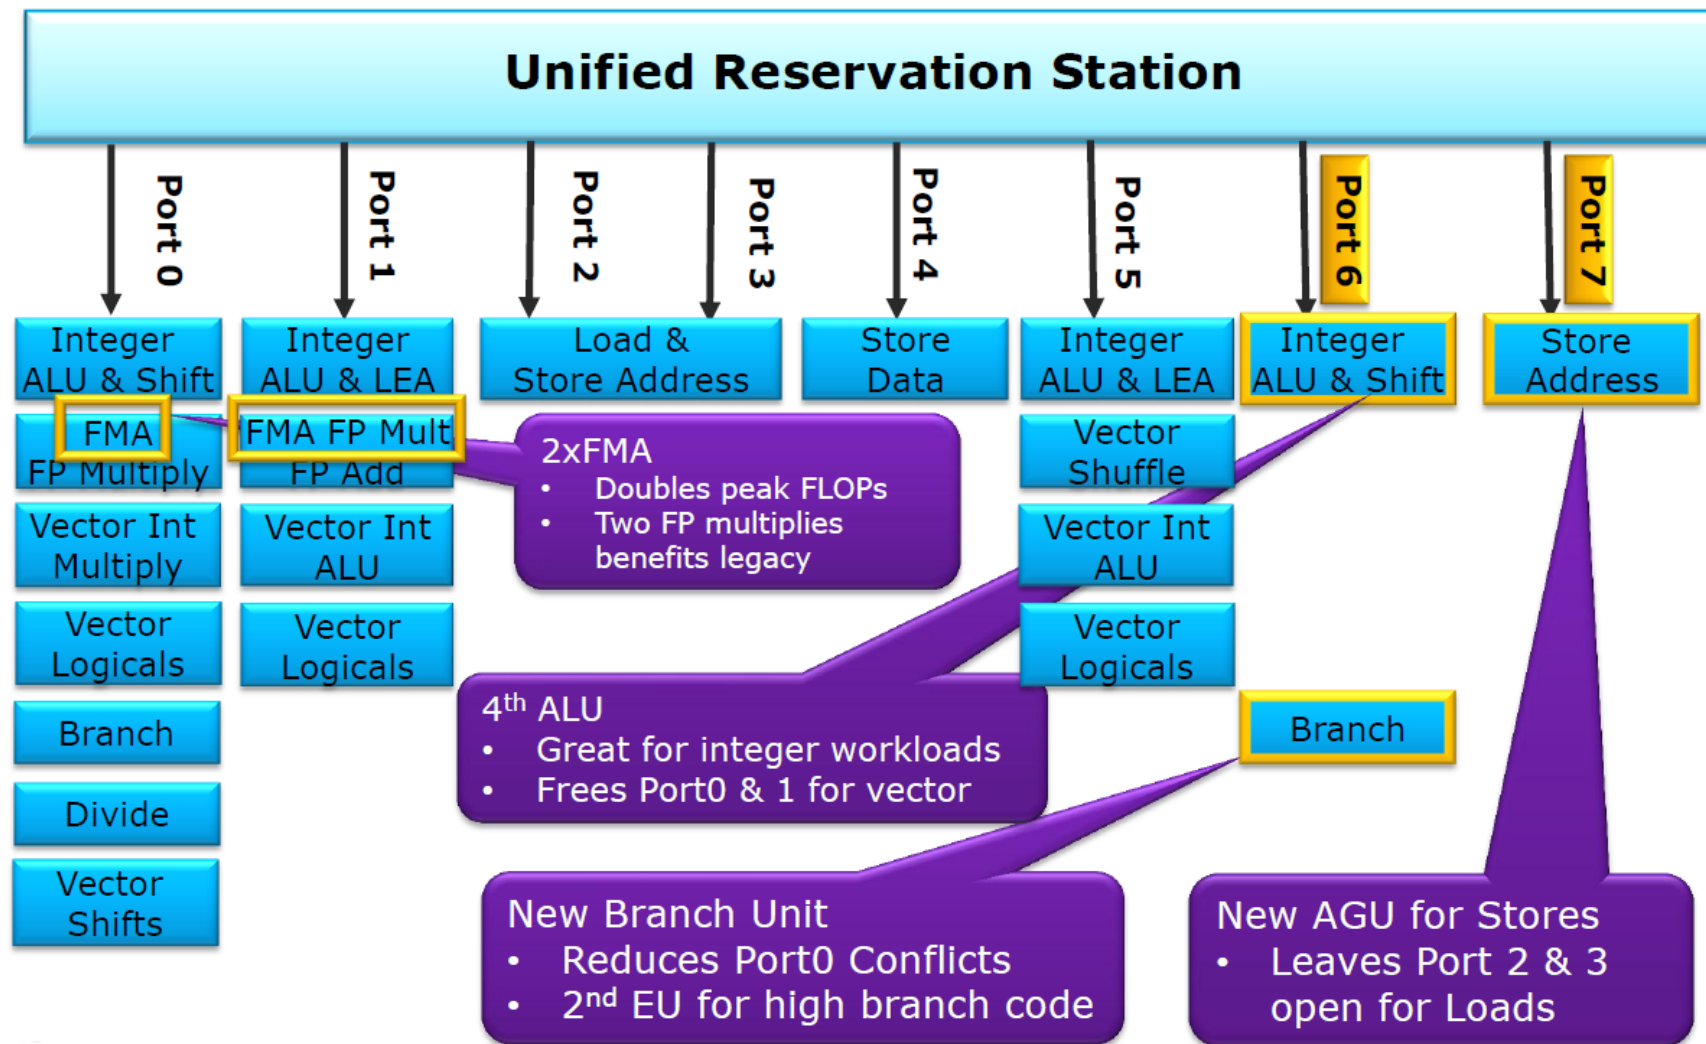 Unified Reservation Station
Port 0
Port 1
Port 2
Port 3
Port 4
Port 5
Port 6
Port 7
Integer
ALU & Shift
Integer
ALU & LEA
Load &
Store Address
Store
Data
Integer
ALU & LEA
Integer
ALU & Shift
Store
Address
FMA
FP Multiply
FMA FP Mult
FP Add
Vector
Shuffle
Vector Int
Multiply
Vector Int
ALU
Vector Int
ALU
Vector
Logicals
Vector
Logicals
Vector
Logicals
Branch
Branch
Divide
Vector
Shifts
2xFMA
• Doubles peak FLOPs
• Two FP multiplies
benefits legacy
4th ALU
• Great for integer workloads
• Frees Port0 & 1 for vector
New Branch Unit
• Reduces Port0 Conflicts
• 2nd EU for high branch code
New AGU for Stores
• Leaves Port 2 & 3
open for Loads